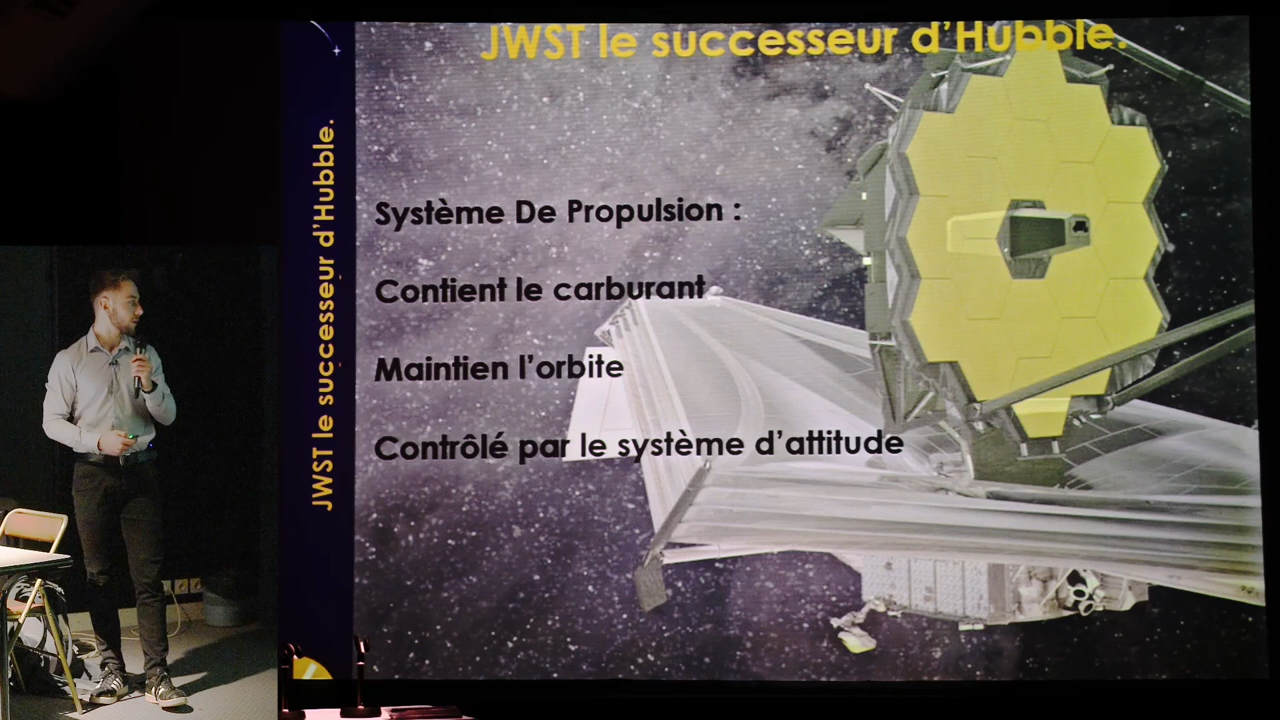 JWST le successeur d'Hubble.
JWST le successeur d'Hubble.
Système De Propulsion :
Contient le carburant
Maintien l'orbite
Contrôlé par le système d'attitude